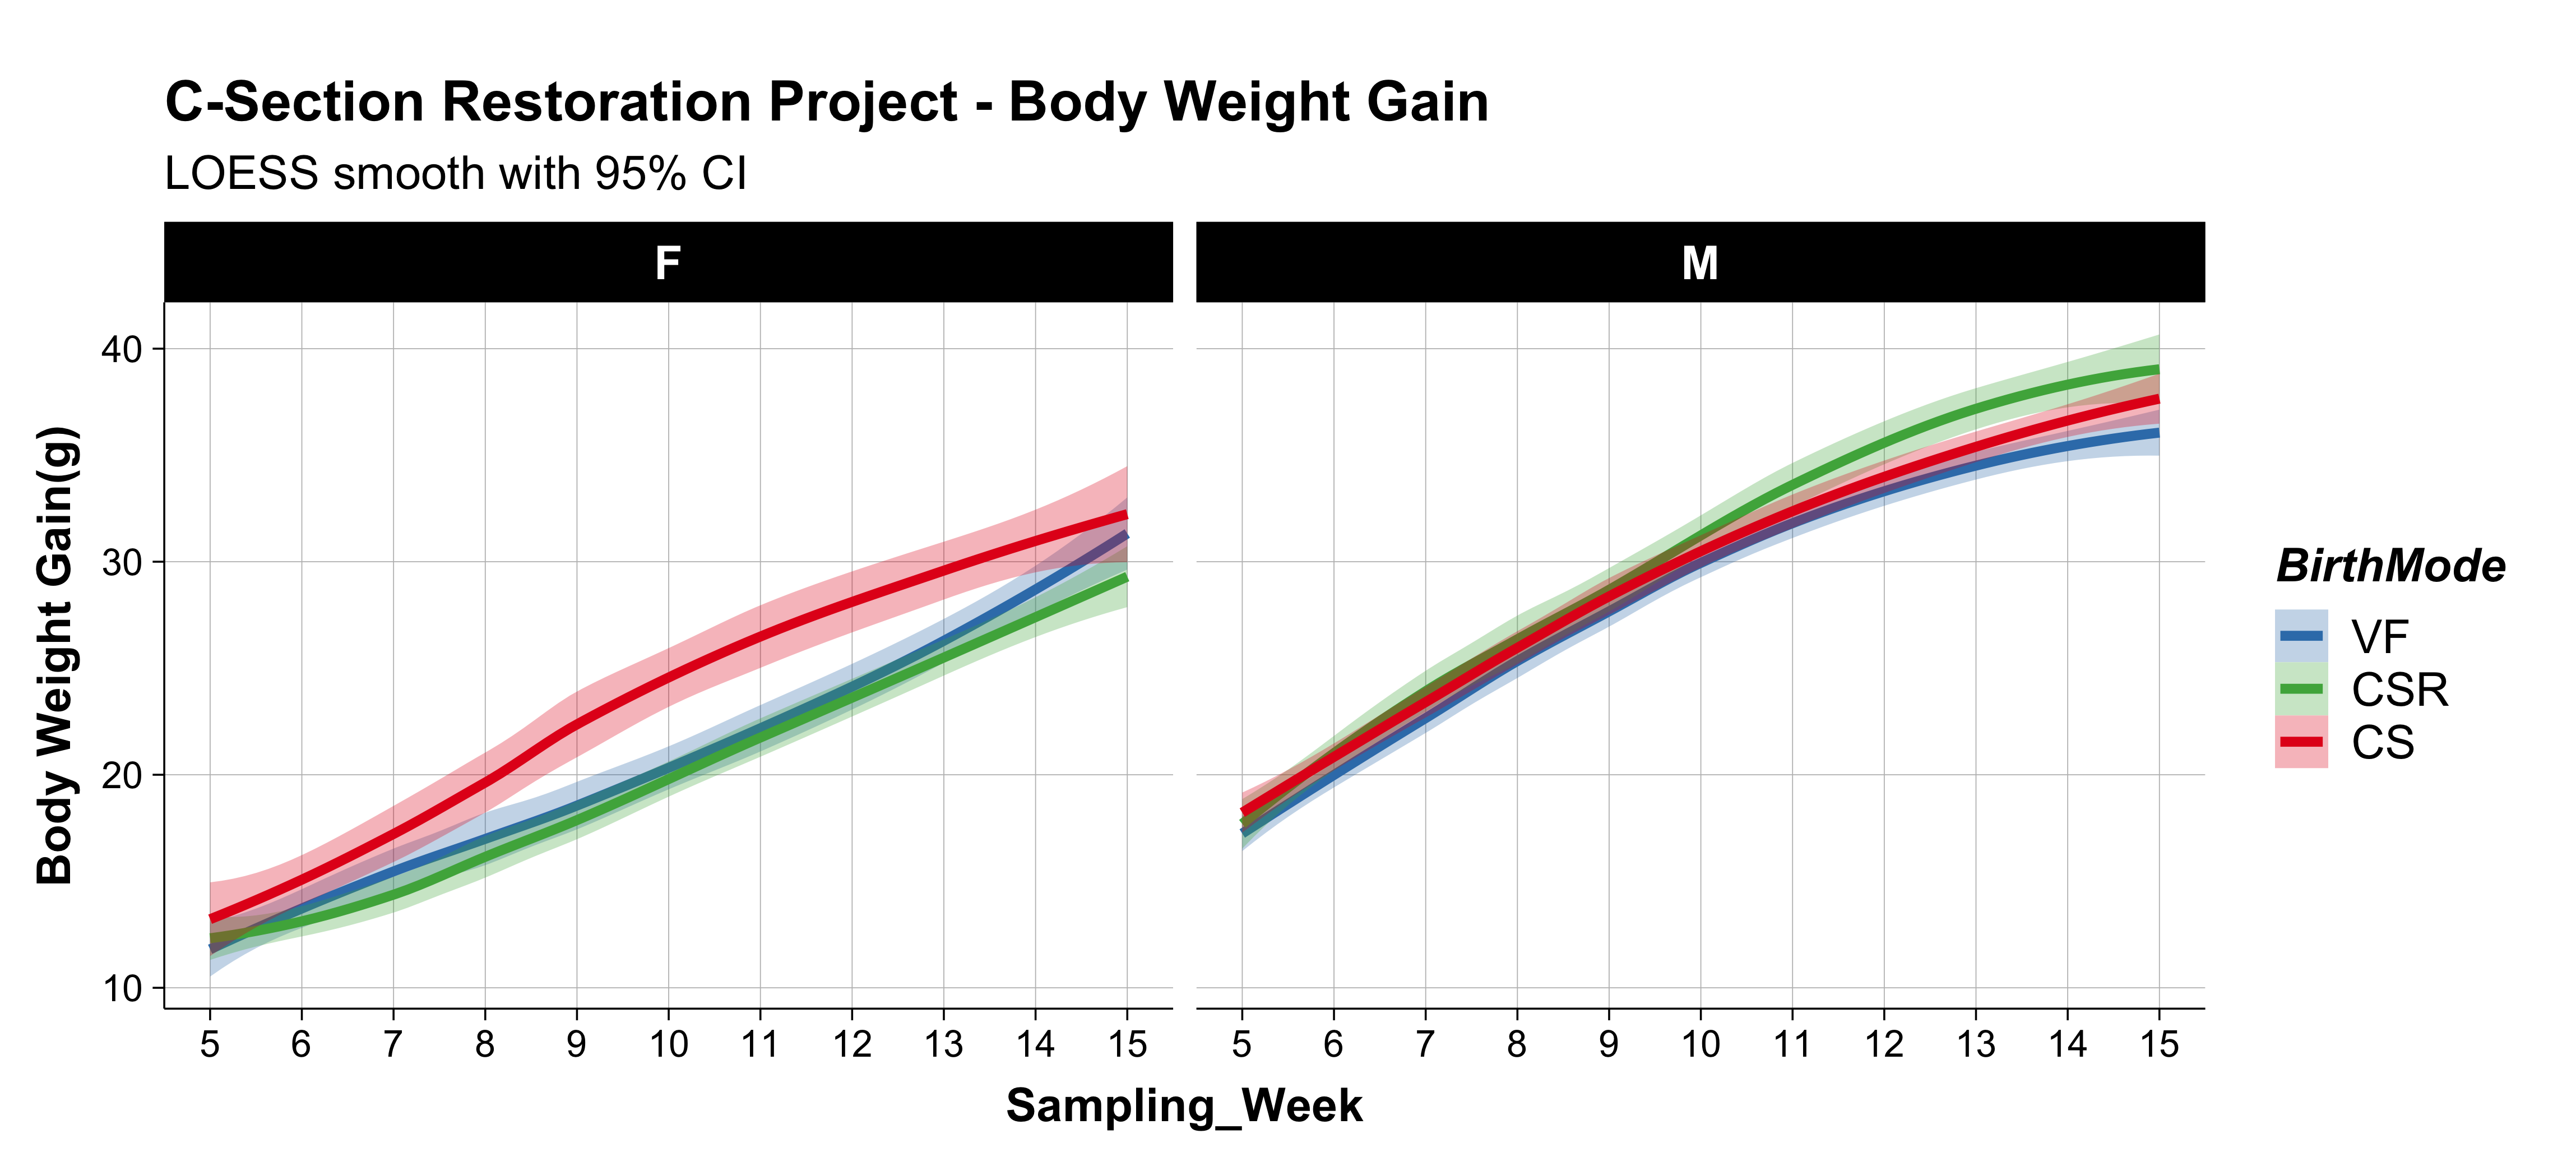 C-Section Restoration Project - Body Weight Gain
LOESS smooth with 95% CI
F
M
Body Weight Gain(g)
40
30
20
10
5 6 7 8 9 10 11 12 13 14 15
5 6 7 8 9 10 11 12 13 14 15
Sampling_Week
BirthMode
VF
CSR
CS